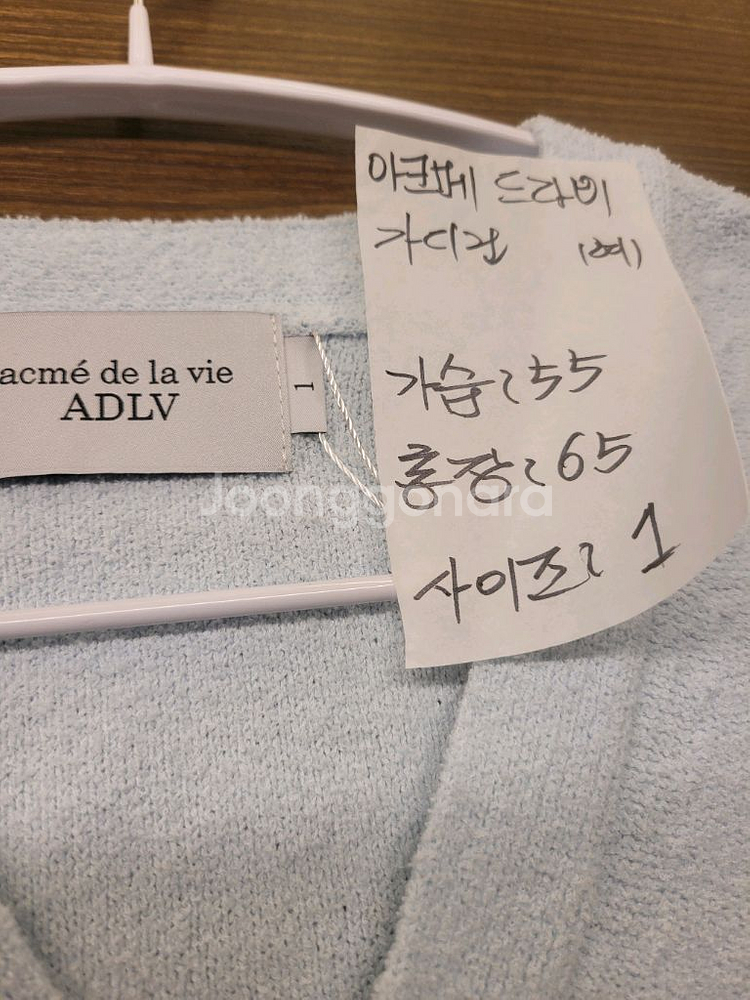 acmé de la vie
ADLV
1
아크메 드라비
가디건 (여)
가슴 : 55
총장 : 65
사이즈 : 1
Joonggonara